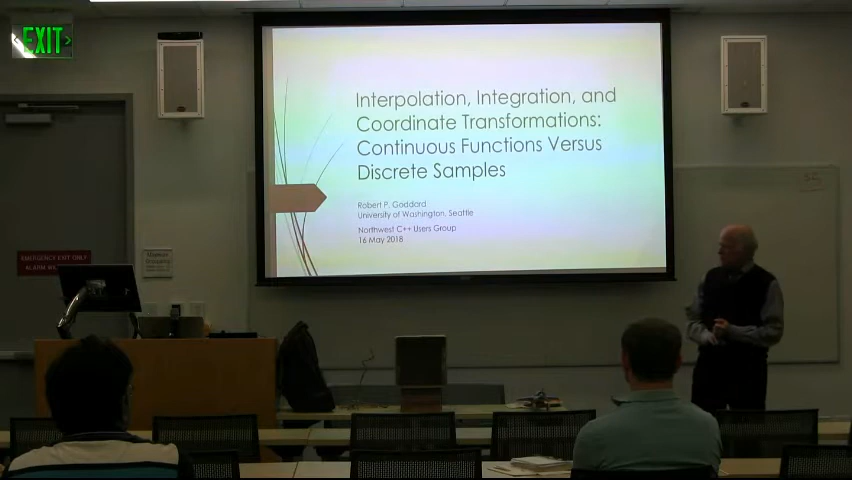 EXIT
Interpolation, Integration, and
Coordinate Transformations:
Continuous Functions Versus
Discrete Samples
Robert P. Goddard
University of Washington, Seattle
Northwest C++ Users Group
16 May 2018
EMERGENCY EXIT ONLY
ALARM